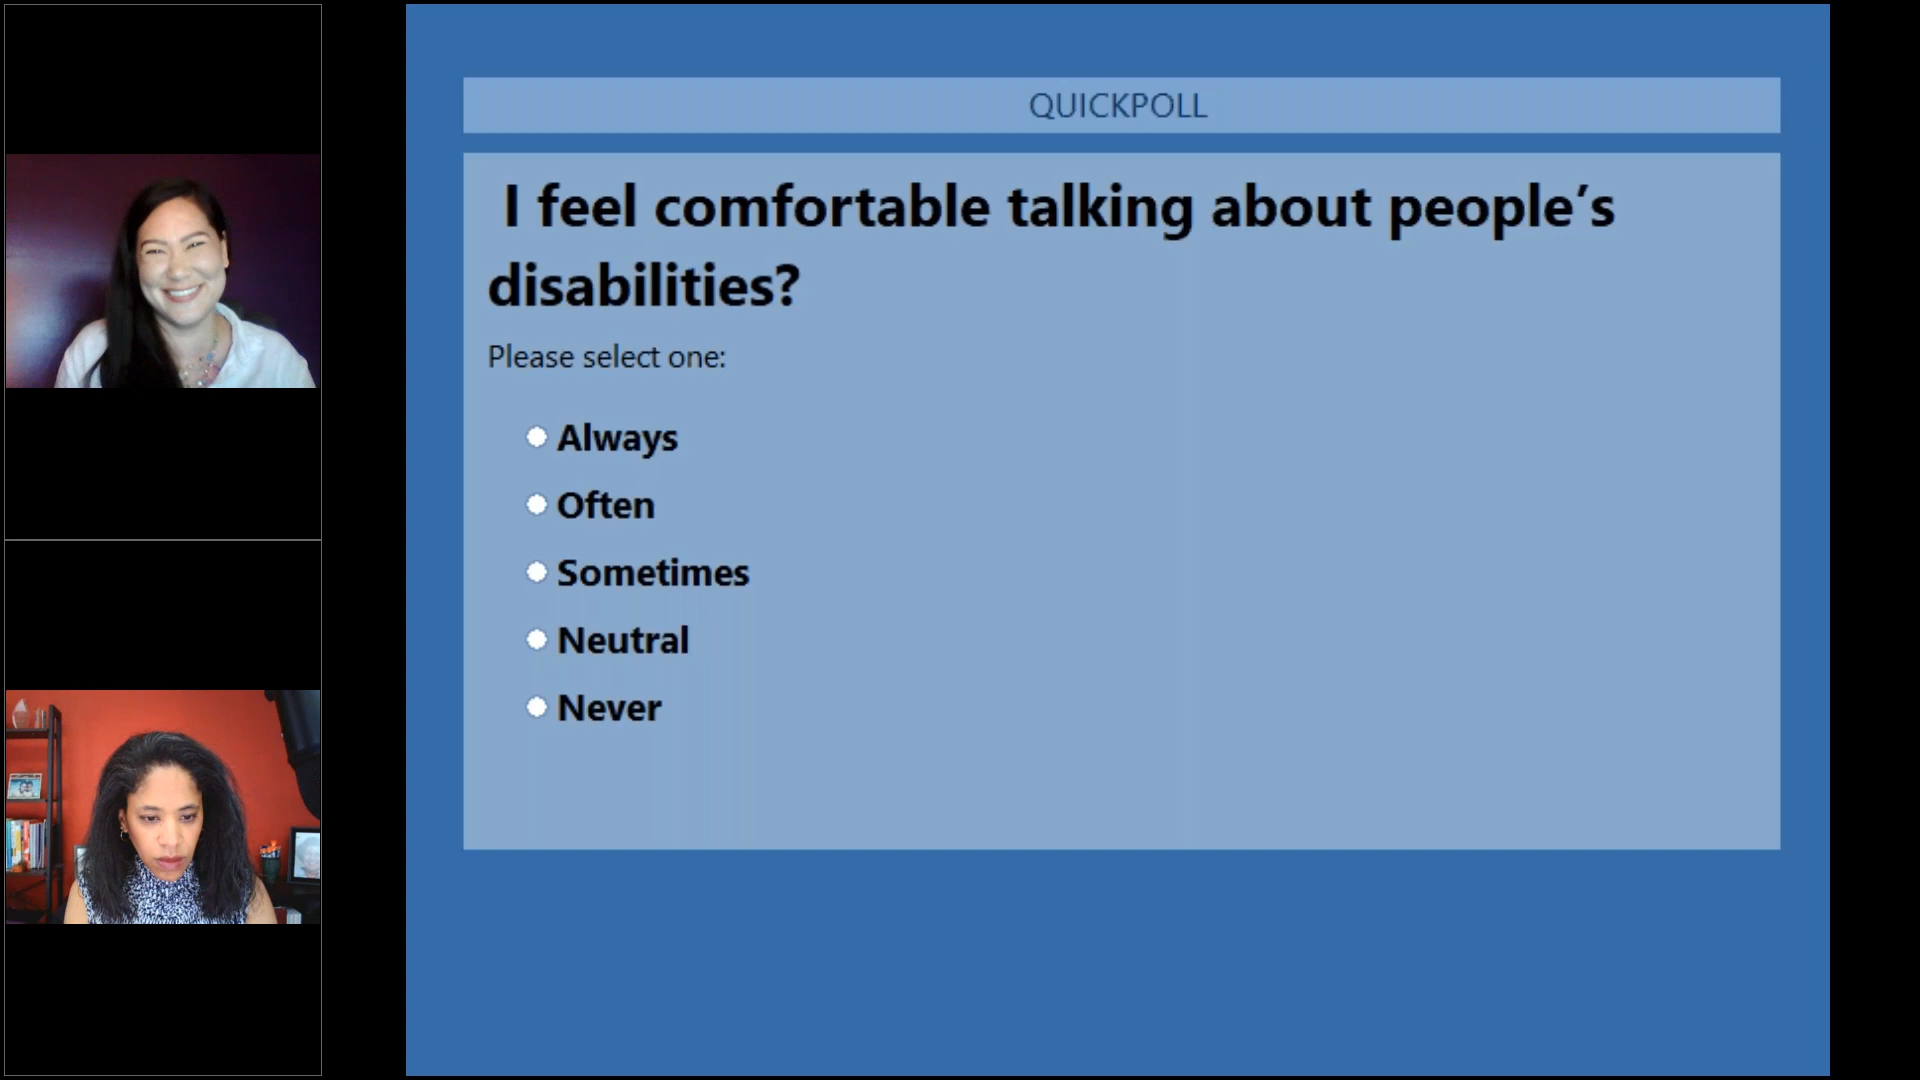 QUICKPOLL
I feel comfortable talking about people’s
disabilities?
Please select one:
Always
Often
Sometimes
Neutral
Never